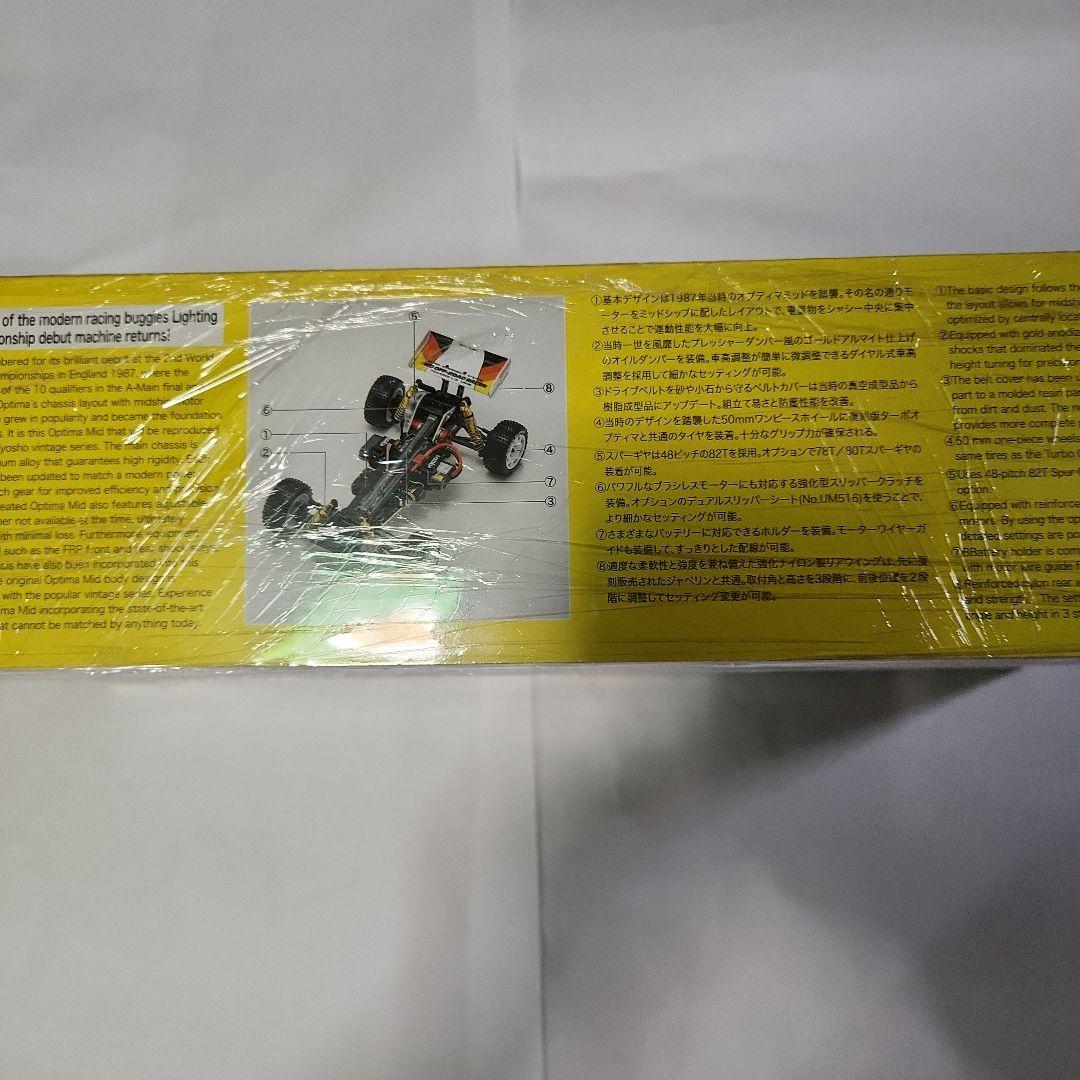 of the modern racing buggies Lighting
onship debut machine returns!
bered for its brilliant debut at the 2nd World
mpionships in England 1987, where the
of the 10 qualifiers in the A-Main final
Optima's chassis layout with midship motor
grew in popularity and became the foundation
It is this Optima Mid that will be reproduced
yosho vintage series. The main chassis is
um alloy that guarantees high rigidity.
been updated to match a modern power
ch gear for improved efficiency and
eated Optima Mid also features adjustable
her not available at the time, ultimately
ith minimal loss. Furthermore, equipment
such as the FRP front and rear shock stays
sis have also been incorporated
e original Optima Mid body design is
with the popular vintage series. Experience
ma Mid incorporating the state-of-the-art
at cannot be matched by anything today.
⑤
⑧
⑥
①
④
②
⑦
③
①基本デザインは1987年当時のオプティマミッドを踏襲。その名の通りモ
ーターをミッドシップに配したレイアウトで、重量物をシャシー中央に集中
させることで運動性能を大幅に向上。
②当時一世を風靡したプレッシャーダンパー風のゴールドアルマイト仕上げ
のオイルダンパーを装備。車高調整が簡単に微調整できるダイヤル式車高
調整を採用して細かなセッティングが可能。
③ドライブベルトを砂や小石から守るベルトカバーは当時の真空成型品から
樹脂成型品にアップデート。組立て易さと防塵性能を改善。
④当時のデザインを踏襲した50mmワンピースホイールに復刻版ターボオ
プティマと共通のタイヤを装着。十分なグリップ力が確保される。
⑤スパーギヤは48ピッチの82Tを採用。オプションで78T/80Tスパーギヤの
装着が可能。
⑥パワフルなブラシレスモーターにも対応する強化型スリッパークラッチを
装備。オプションのデュアルスリッパーシート(No.UM516)を使うことで、
より細かなセッティングが可能。
⑦さまざまなバッテリーに対応できるホルダーを装備。モーターワイヤーガ
イドも装備して、すっきりとした配線が可能。
⑧適度な柔軟性と強度を兼ね備えた強化ナイロン製リアウイングは、先に復
刻販売されたジャベリンと共通。取付角と高さを3段階に、前後位置を2段
階に調整してセッティング変更が可能。
①The basic design follows th
the layout allows for midsh
optimized by centrally loca
②Equipped with gold anodiz
shocks that dominated the
height tuning for precision
③The belt cover has been u
part to a molded resin par
from dirt and dust. The ne
provides more complete p
④50 mm one-piece wheels
same tires as the Turbo O
⑤Uses 48-pitch 82T Spur G
option.
⑥Equipped with reinforce
motors. By using the op
detailed settings are po
⑦BBattery holder is com
with motor wire guide f
Reinforced nylon rear w
and strength. The set
angle and height in 3 s